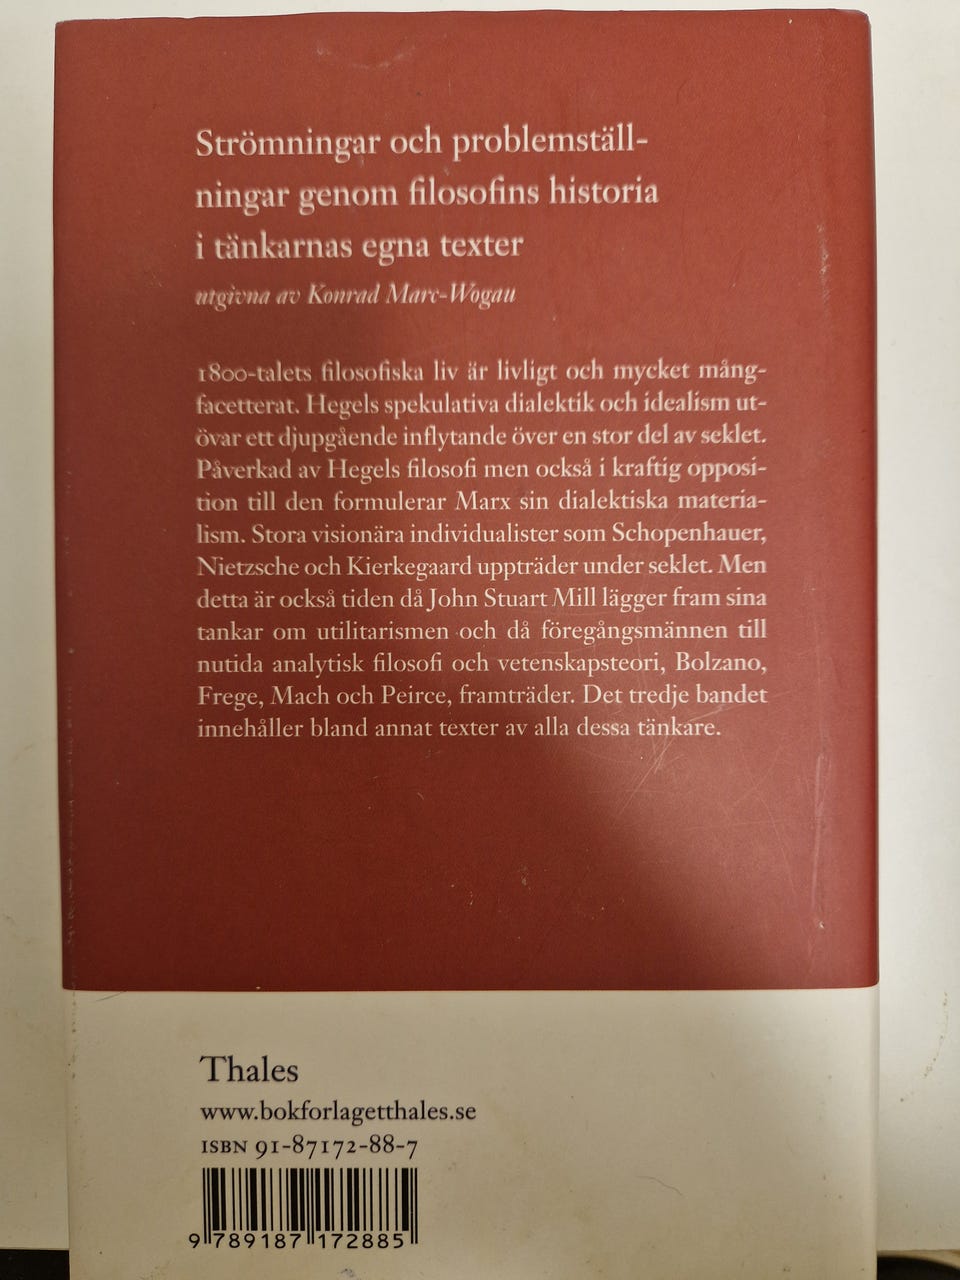 Strömningar och problemställ-
ningar genom filosofins historia
i tänkarnas egna texter
utgivna av Konrad Marc-Wogau
1800-talets filosofiska liv är livligt och mycket mång-
facetterat. Hegels spekulativa dialektik och idealism ut-
övar ett djupgående inflytande över en stor del av seklet.
Påverkad av Hegels filosofi men också i kraftig opposi-
tion till den formulerar Marx sin dialektiska materia-
lism. Stora visionära individualister som Schopenhauer,
Nietzsche och Kierkegaard uppträder under seklet. Men
detta är också tiden då John Stuart Mill lägger fram sina
tankar om utilitarismen och då föregångsmännen till
nutida analytisk filosofi och vetenskapsteori, Bolzano,
Frege, Mach och Peirce, framträder. Det tredje bandet
innehåller bland annat texter av alla dessa tänkare.
Thales
www.bokforlagetthales.se
ISBN 91-87172-88-7
9 789187 172885